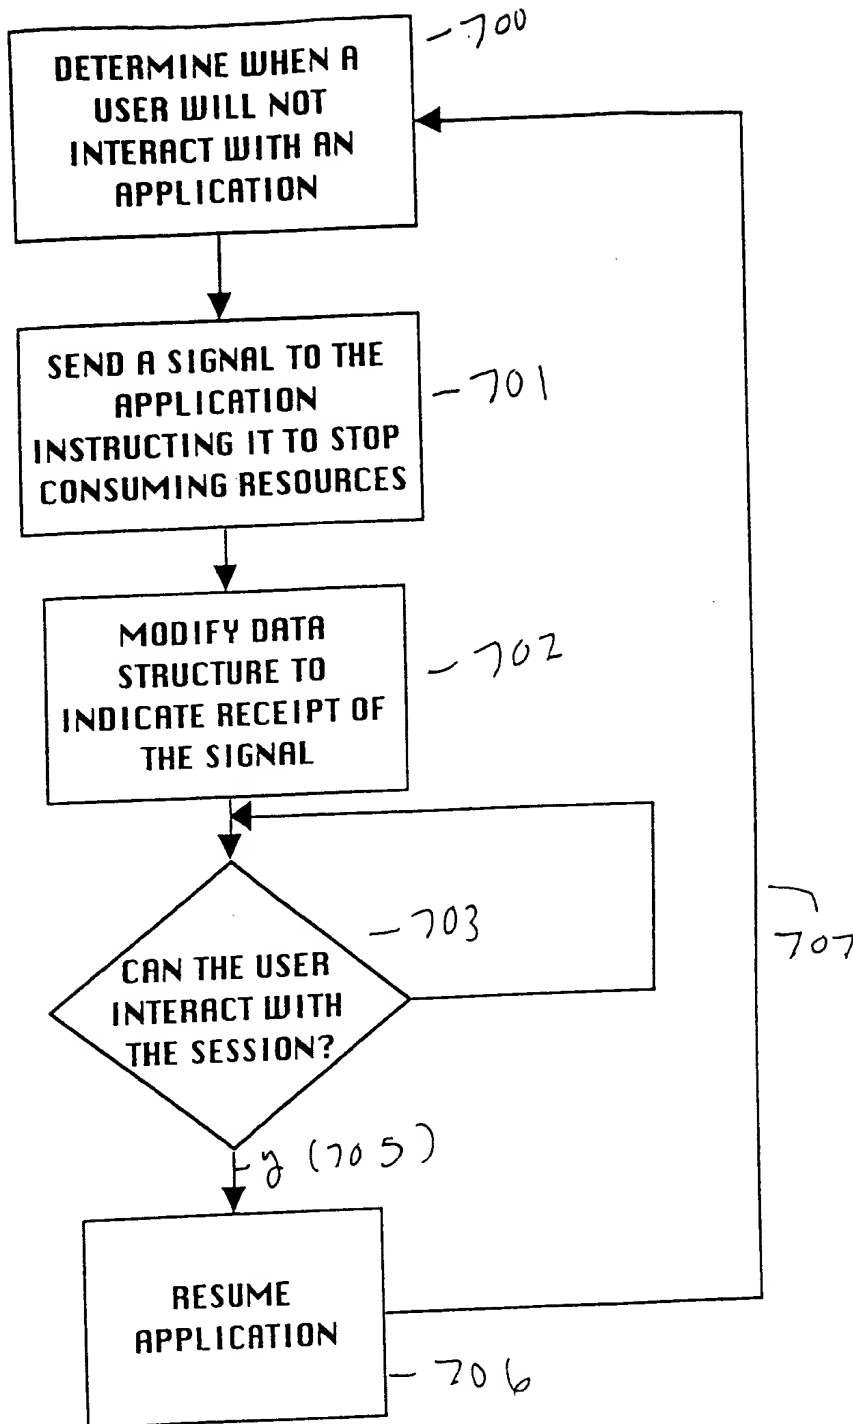 DETERMINE WHEN A
USER WILL NOT
INTERACT WITH AN
APPLICATION
700
SEND A SIGNAL TO THE
APPLICATION
INSTRUCTING IT TO STOP
CONSUMING RESOURCES
701
MODIFY DATA
STRUCTURE TO
INDICATE RECEIPT OF
THE SIGNAL
702
CAN THE USER
INTERACT WITH
THE SESSION?
703
707
y (705)
RESUME
APPLICATION
706